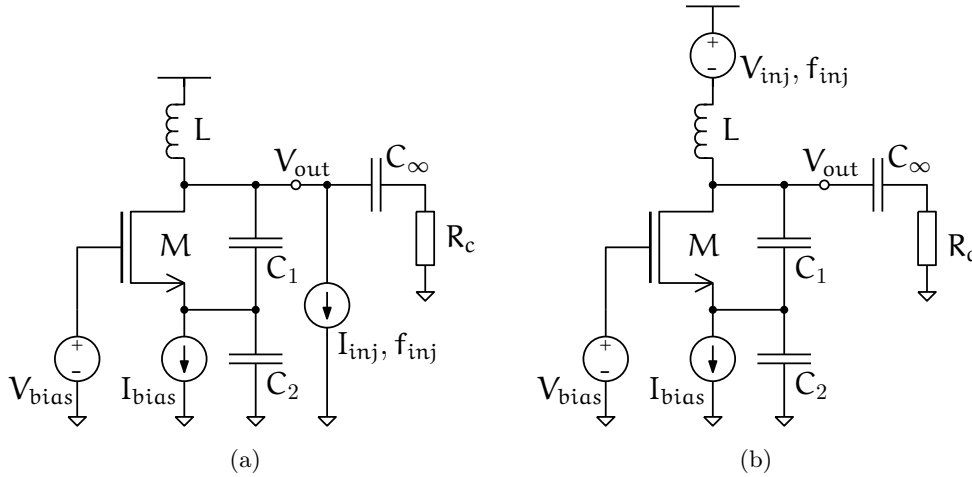 +
-
V_inj, f_inj
L
L
V_out
C_∞
V_out
C_∞
M
C_1
R_c
M
C_1
R_c
+
-
V_bias
I_bias
C_2
I_inj, f_inj
+
-
V_bias
I_bias
C_2
(a)
(b)